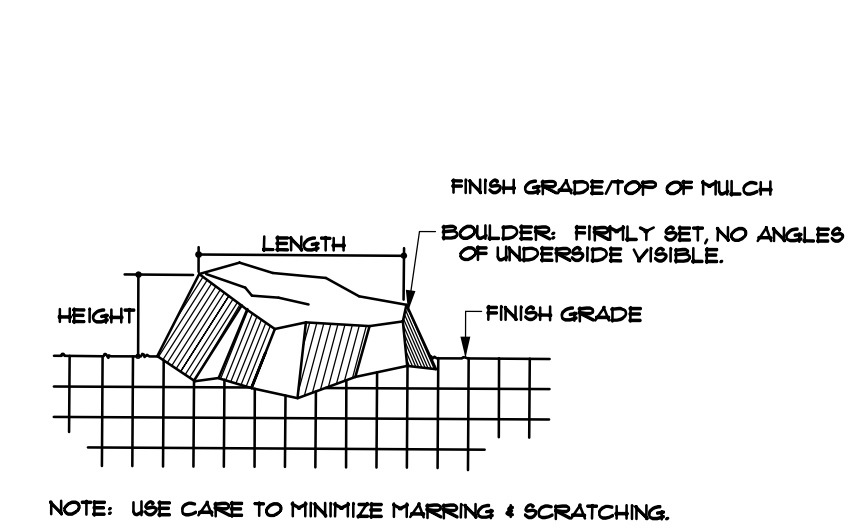 FINISH GRADE/TOP OF MULCH
LENGTH
BOULDER: FIRMLY SET, NO ANGLES
OF UNDERSIDE VISIBLE.
HEIGHT
FINISH GRADE
NOTE: USE CARE TO MINIMIZE MARRING & SCRATCHING.